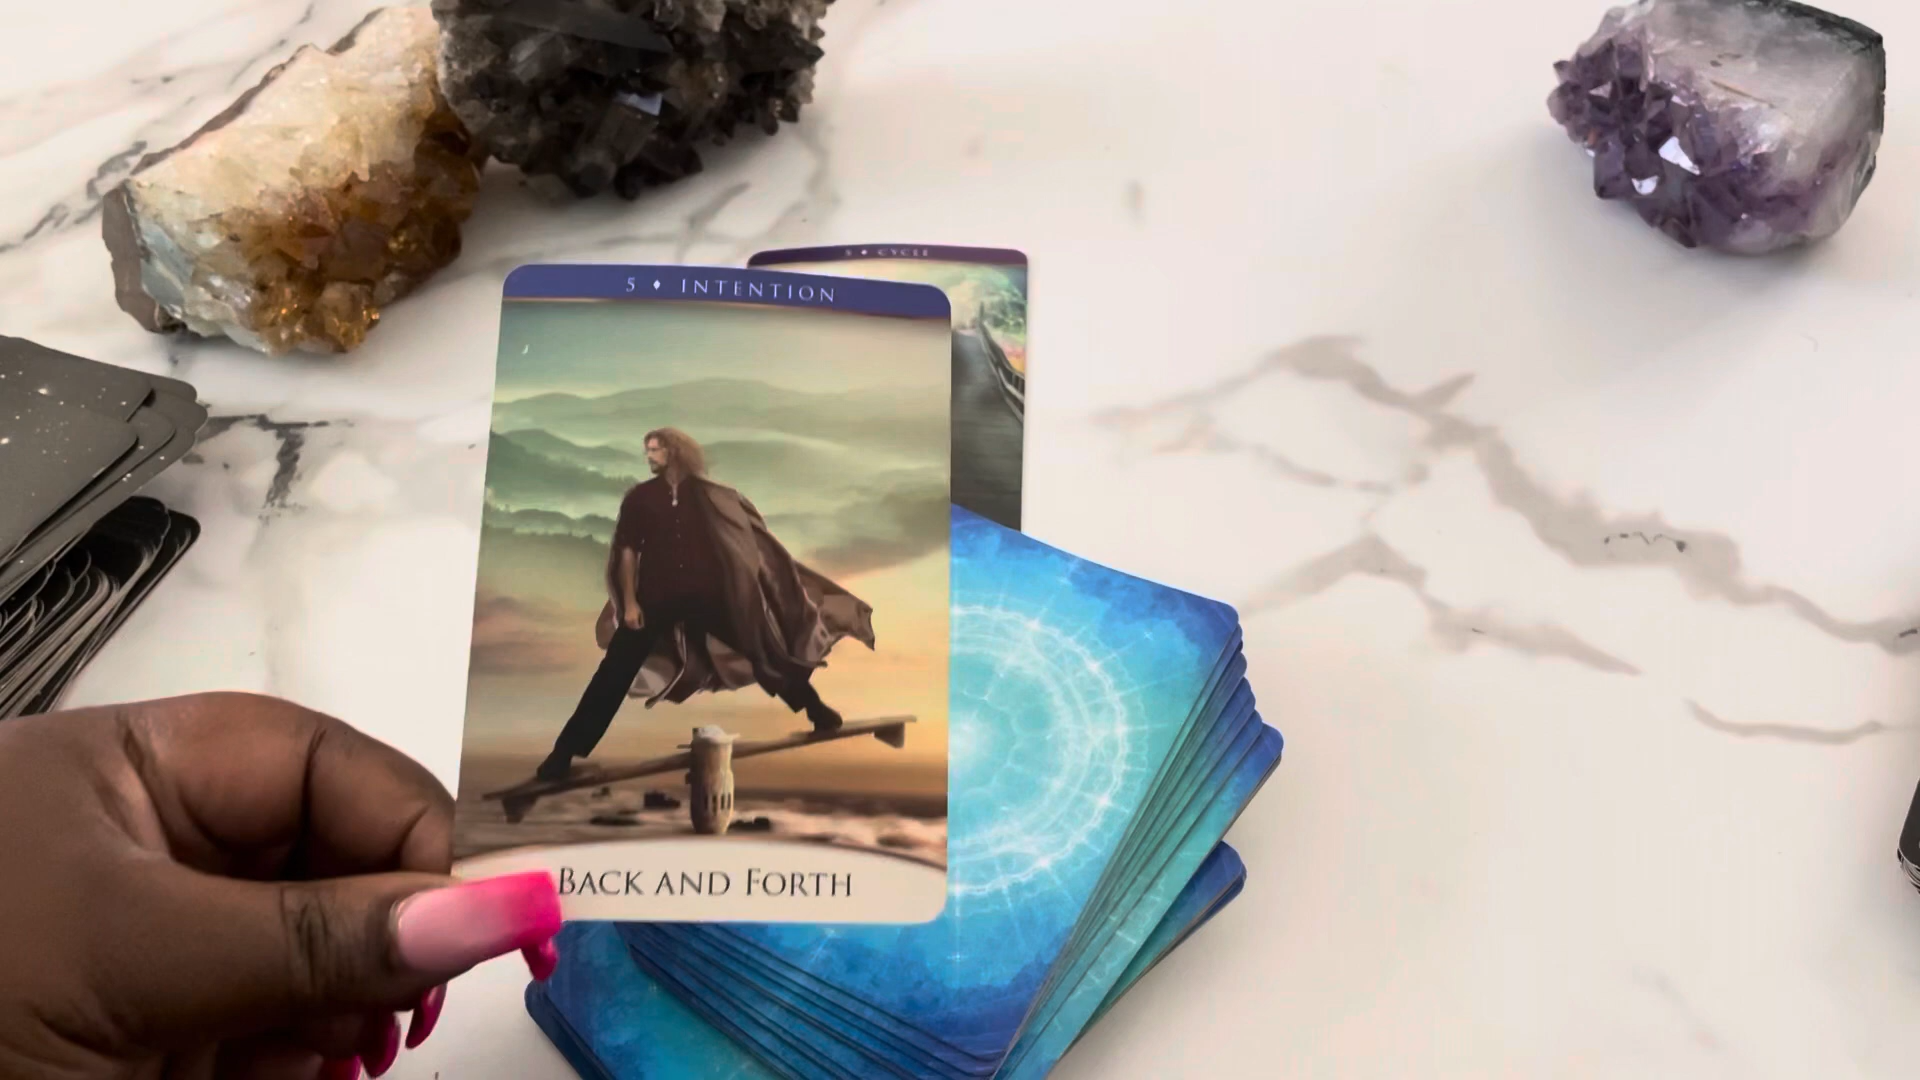 5 ♦ CYCLE
5 ♦ INTENTION
BACK AND FORTH